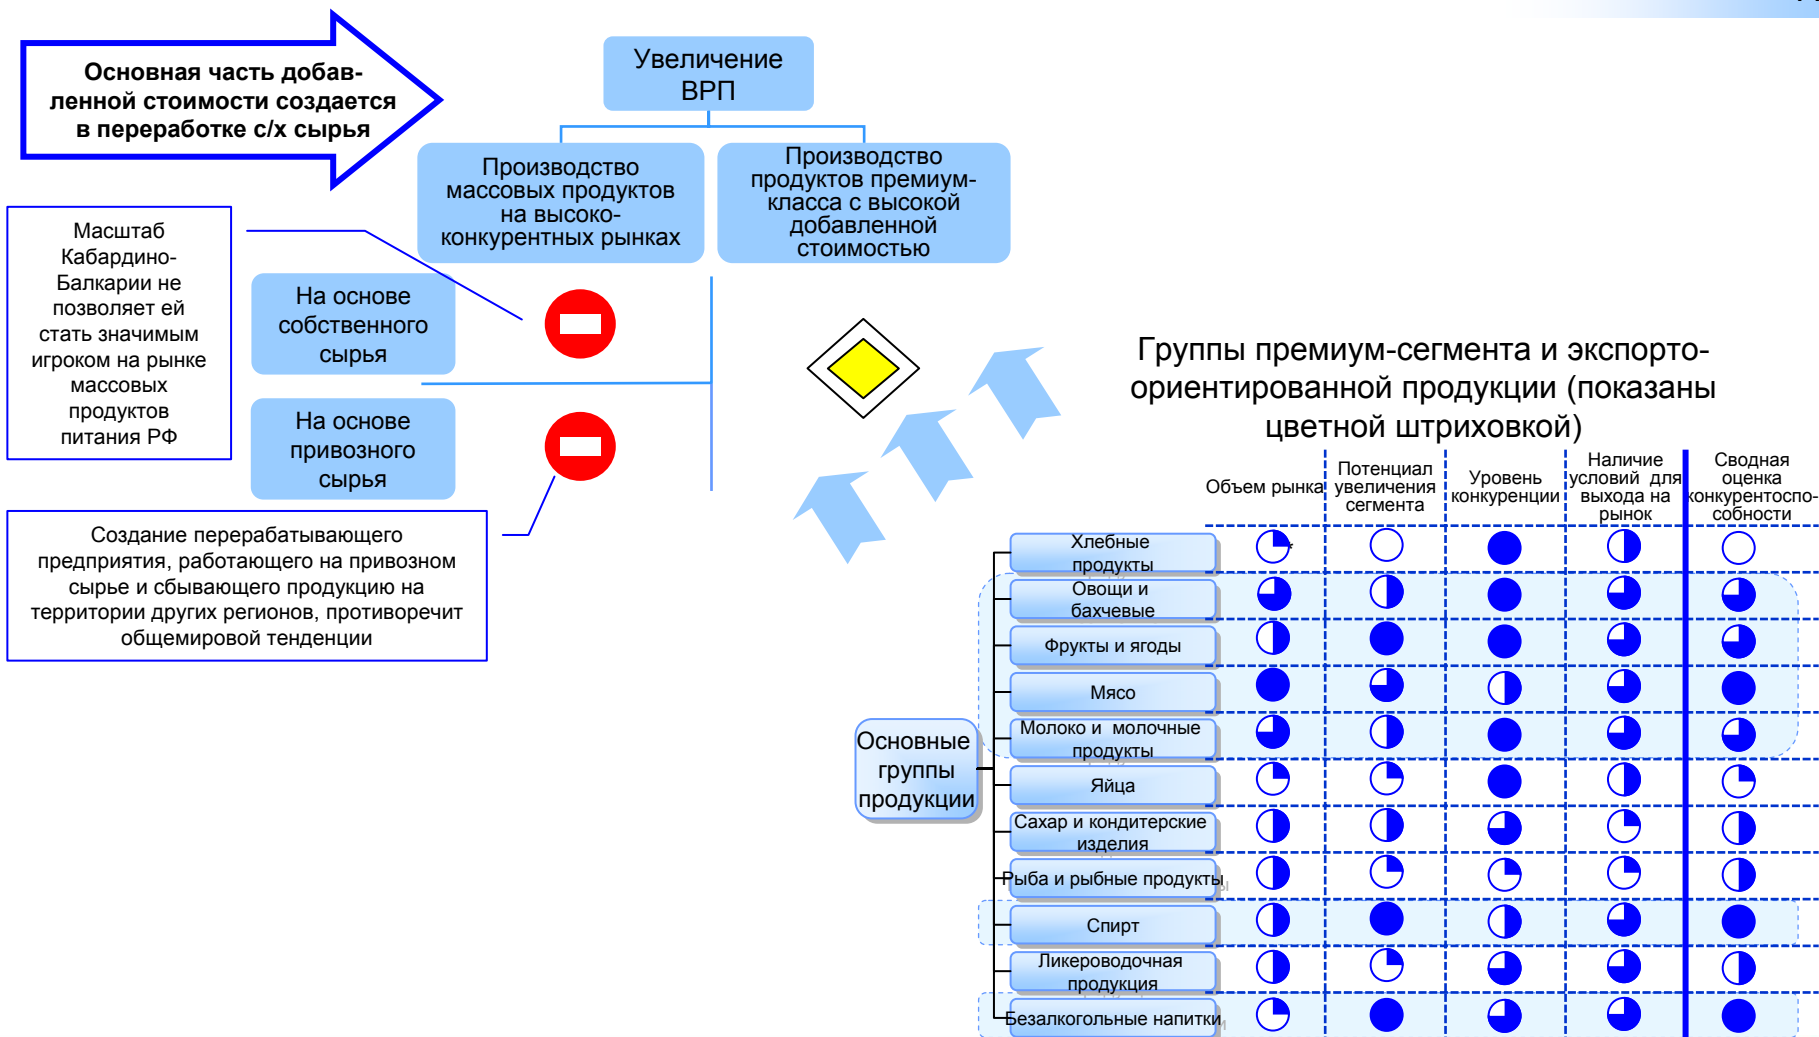 Основная часть добав-
ленной стоимости создается
в переработке с/х сырья
Увеличение
ВРП
Производство
массовых продуктов
на высоко-
конкурентных рынках
Производство
продуктов премиум-
класса с высокой
добавленной
стоимостью
Масштаб
Кабардино-
Балкарии не
позволяет ей
стать значимым
игроком на рынке
массовых
продуктов
питания РФ
На основе
собственного
сырья
На основе
привозного
сырья
Создание перерабатывающего
предприятия, работающего на привозном
сырье и сбывающего продукцию на
территории других регионов, противоречит
общемировой тенденции
Группы премиум-сегмента и экспорто-
ориентированной продукции (показаны
цветной штриховкой)
Объем рынка
Потенциал
увеличения
сегмента
Уровень
конкуренции
Наличие
условий для
выхода на
рынок
Сводная
оценка
конкурентоспо-
собности
Основные
группы
продукции
Хлебные
продукты
*
Овощи и
бахчевые
Фрукты и ягоды
Мясо
Молоко и молочные
продукты
Яйца
Сахар и кондитерские
изделия
Рыба и рыбные продукты
Спирт
Ликероводочная
продукция
Безалкогольные напитки